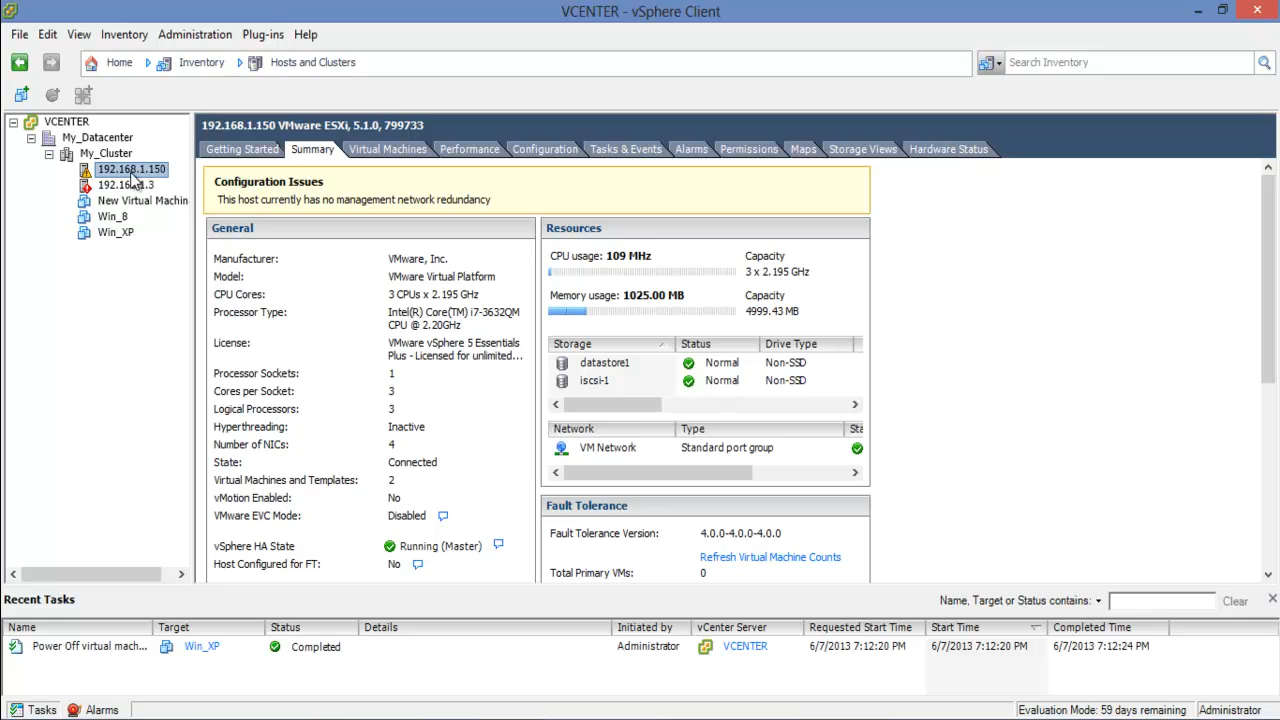 VCENTER - vSphere Client
File Edit View Inventory Administration Plug-ins Help
Home Inventory Hosts and Clusters Search Inventory
VCENTER
My_Datacenter
My_Cluster
192.168.1.150
192.168.1.3
New Virtual Machin
Win_8
Win_XP
192.168.1.150 VMware ESXi, 5.1.0, 799733
Getting Started Summary Virtual Machines Performance Configuration Tasks & Events Alarms Permissions Maps Storage Views Hardware Status
Configuration Issues
This host currently has no management network redundancy
General
Manufacturer: VMware, Inc.
Model: VMware Virtual Platform
CPU Cores: 3 CPUs x 2.195 GHz
Processor Type: Intel(R) Core(TM) i7-3632QM
CPU @ 2.20GHz
License: VMware vSphere 5 Essentials
Plus - Licensed for unlimited...
Processor Sockets: 1
Cores per Socket: 3
Logical Processors: 3
Hyperthreading: Inactive
Number of NICs: 4
State: Connected
Virtual Machines and Templates: 2
vMotion Enabled: No
VMware EVC Mode: Disabled
vSphere HA State Running (Master)
Host Configured for FT: No
Resources
CPU usage: 109 MHz Capacity
3 x 2.195 GHz
Memory usage: 1025.00 MB Capacity
4999.43 MB
Storage Status Drive Type
datastore1 Normal Non-SSD
iscsi-1 Normal Non-SSD
Network Type Sta
VM Network Standard port group
Fault Tolerance
Fault Tolerance Version: 4.0.0-4.0.0-4.0.0
Refresh Virtual Machine Counts
Total Primary VMs: 0
Recent Tasks Name, Target or Status contains: Clear
Name Target Status Details Initiated by vCenter Server Requested Start Time Start Time Completed Time
Power Off virtual mach... Win_XP Completed Administrator VCENTER 6/7/2013 7:12:20 PM 6/7/2013 7:12:20 PM 6/7/2013 7:12:24 PM
Tasks Alarms Evaluation Mode: 59 days remaining Administrator